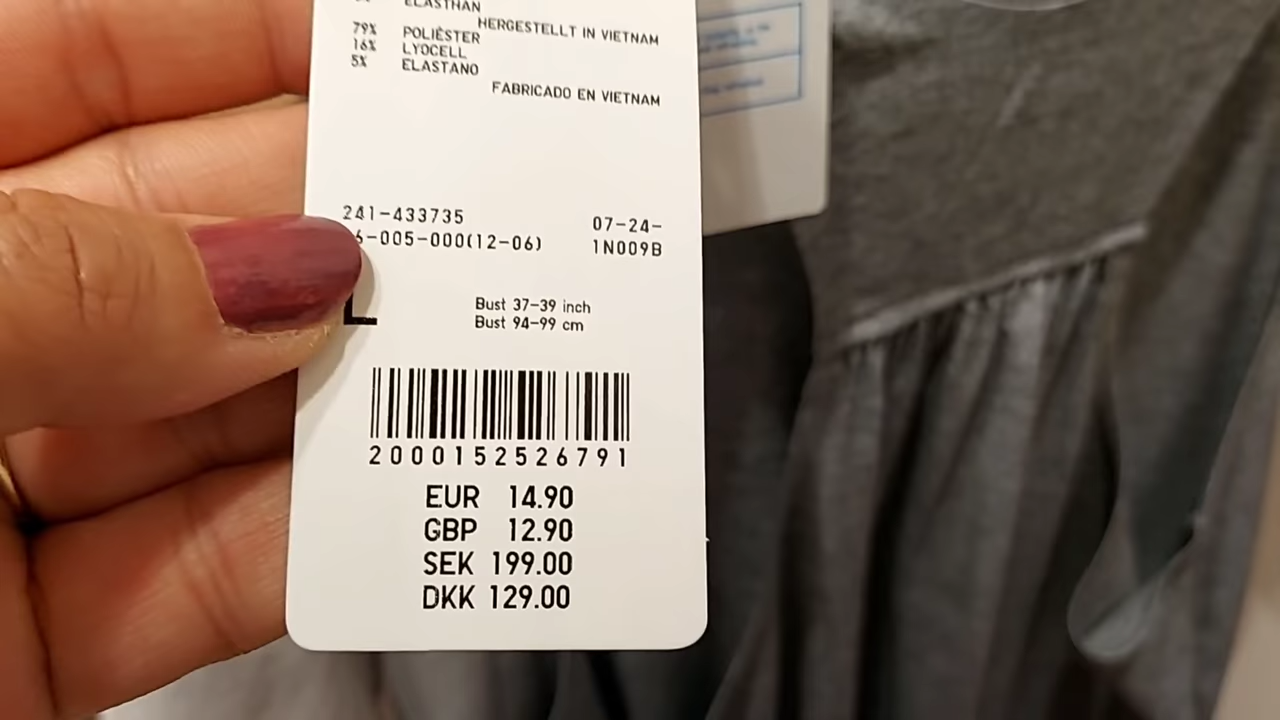 ELASTHAN
HERGESTELLT IN VIETNAM
79% POLIÉSTER
16% LYOCELL
5% ELASTANO
FABRICADO EN VIETNAM
241-433735 07-24-
6-005-000(12-06) 1N009B
L Bust 37-39 inch
Bust 94-99 cm
2000152526791
EUR 14.90
GBP 12.90
SEK 199.00
DKK 129.00